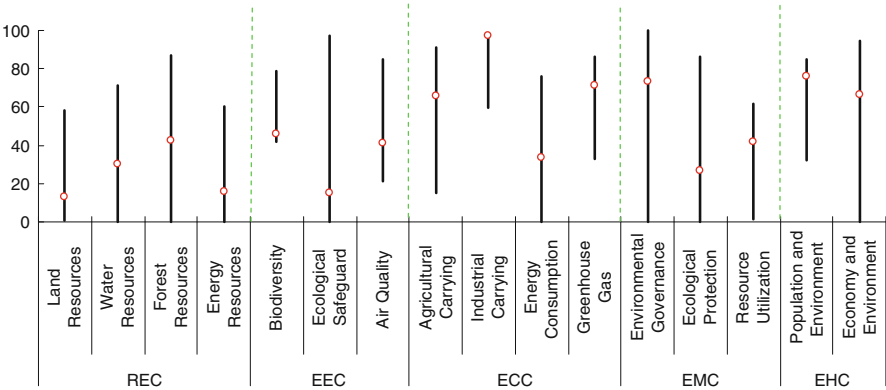 100
80
60
40
20
0
Land
Resources
Water
Resources
Forest
Resources
Energy
Resources
Biodiversity
Ecological
Safeguard
Air Quality
Agricultural
Carrying
Industrial
Carrying
Energy
Consumption
Greenhouse
Gas
Environmental
Governance
Ecological
Protection
Resource
Utilization
Population and
Environment
Economy and
Environment
REC
EEC
ECC
EMC
EHC